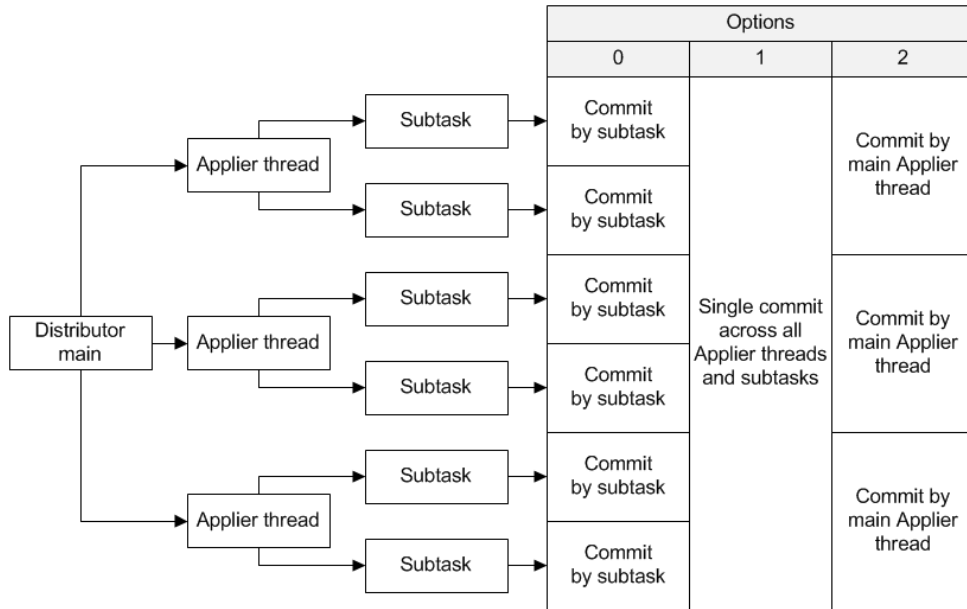 Options
0
1
2
Subtask
Commit
by subtask
Applier thread
Commit by
main Applier
thread
Subtask
Commit
by subtask
Subtask
Commit
by subtask
Distributor
main
Applier thread
Single commit
across all
Applier threads
and subtasks
Commit by
main Applier
thread
Subtask
Commit
by subtask
Subtask
Commit
by subtask
Applier thread
Commit by
main Applier
thread
Subtask
Commit
by subtask